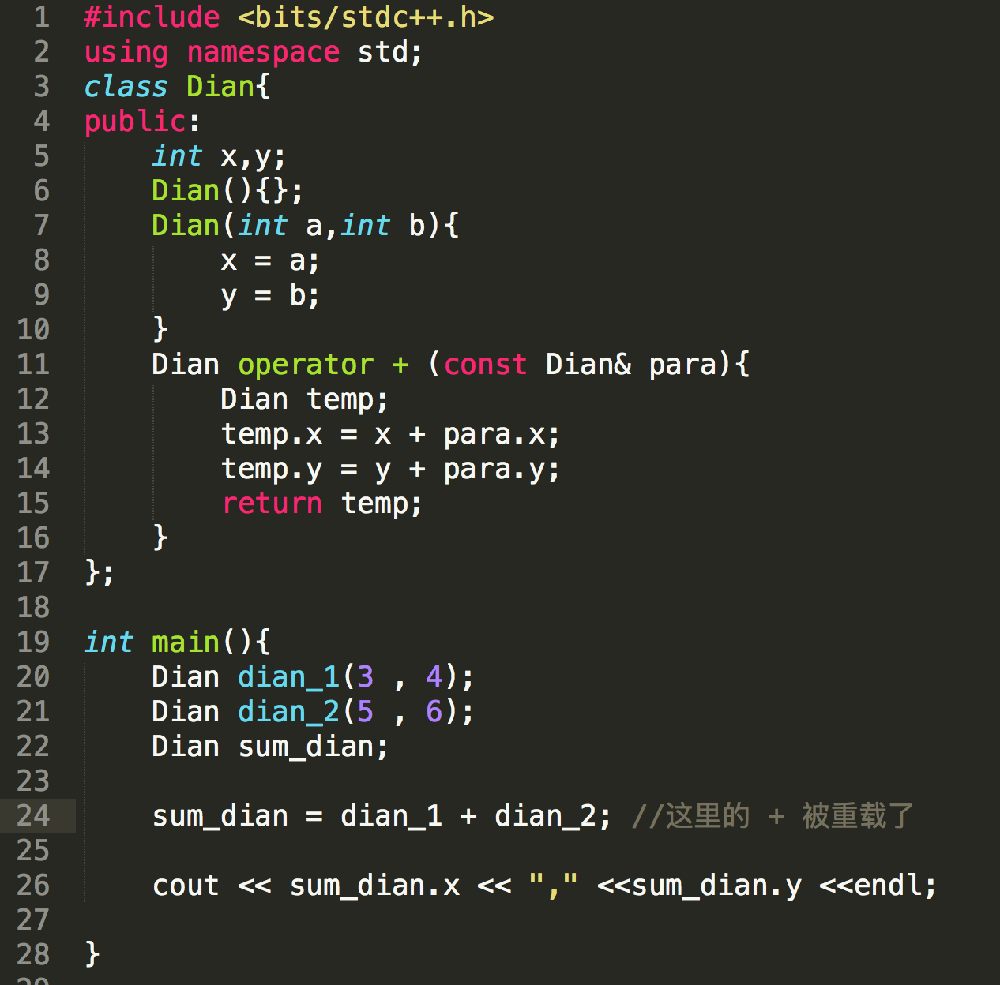 1 #include <bits/stdc++.h>
2 using namespace std;
3 class Dian{
4 public:
5     int x,y;
6     Dian(){};
7     Dian(int a,int b){
8         x = a;
9         y = b;
10     }
11     Dian operator + (const Dian& para){
12         Dian temp;
13         temp.x = x + para.x;
14         temp.y = y + para.y;
15         return temp;
16     }
17 };
18
19 int main(){
20     Dian dian_1(3 , 4);
21     Dian dian_2(5 , 6);
22     Dian sum_dian;
23
24     sum_dian = dian_1 + dian_2; //这里的 + 被重载了
25
26     cout << sum_dian.x << "," <<sum_dian.y <<endl;
27
28 }
29